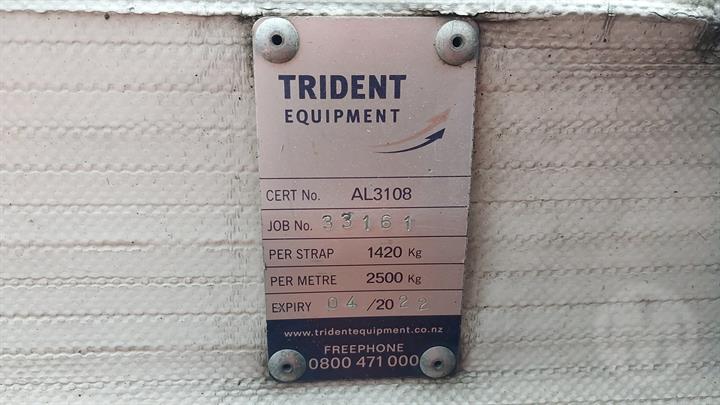 TRIDENT
EQUIPMENT
CERT No. AL3108
JOB No. 33161
PER STRAP 1420 Kg
PER METRE 2500 Kg
EXPIRY 04/2022
www.tridentequipment.co.nz
FREEPHONE
0800 471 000